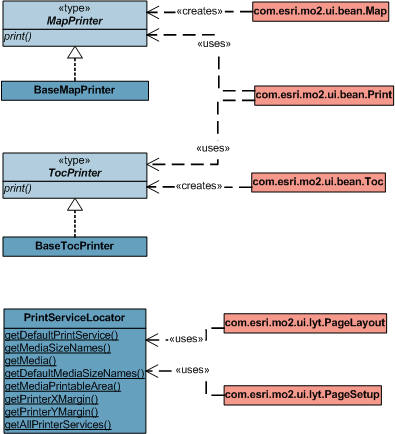 «type»
MapPrinter
print()
«creates»
com.esri.mo2.ui.bean.Map
«uses»
BaseMapPrinter
com.esri.mo2.ui.bean.Print
«uses»
«type»
TocPrinter
print()
«creates»
com.esri.mo2.ui.bean.Toc
BaseTocPrinter
PrintServiceLocator
getDefaultPrintService()
getMediaSizeNames()
getMedia()
getDefaultMediaSizeNames()
getMediaPrintableArea()
getPrinterXMargin()
getPrinterYMargin()
getAllPrinterServices()
com.esri.mo2.ui.lyt.PageLayout
«uses»
«uses»
com.esri.mo2.ui.lyt.PageSetup